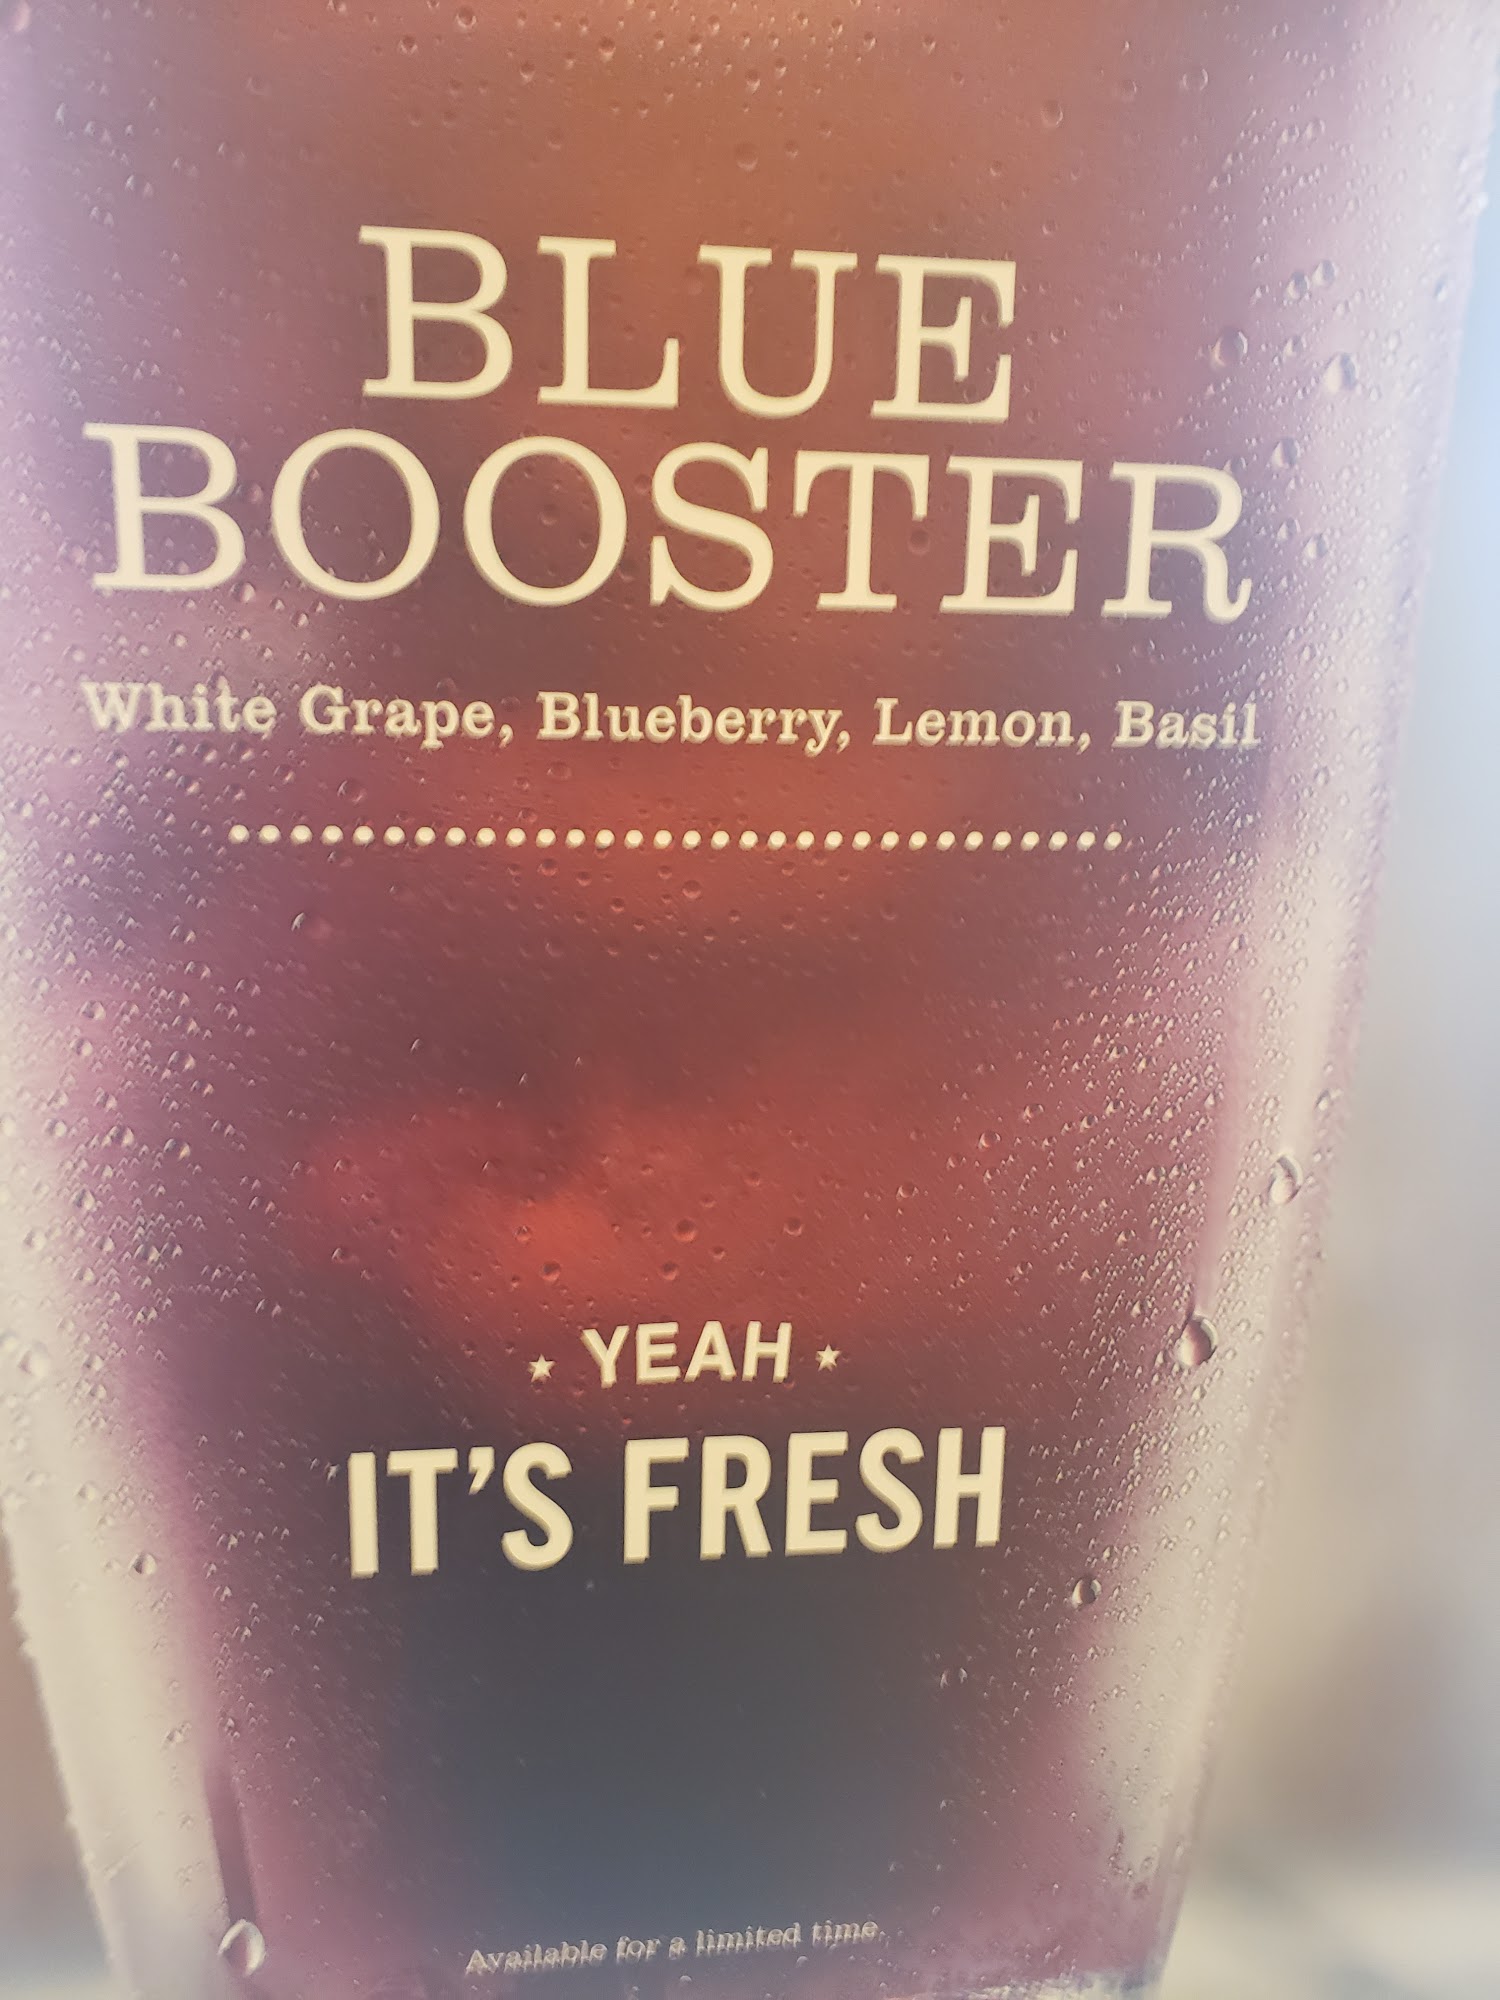 BLUE
BOOSTER
White Grape, Blueberry, Lemon, Basil
YEAH
IT'S FRESH
Available for a limited time.